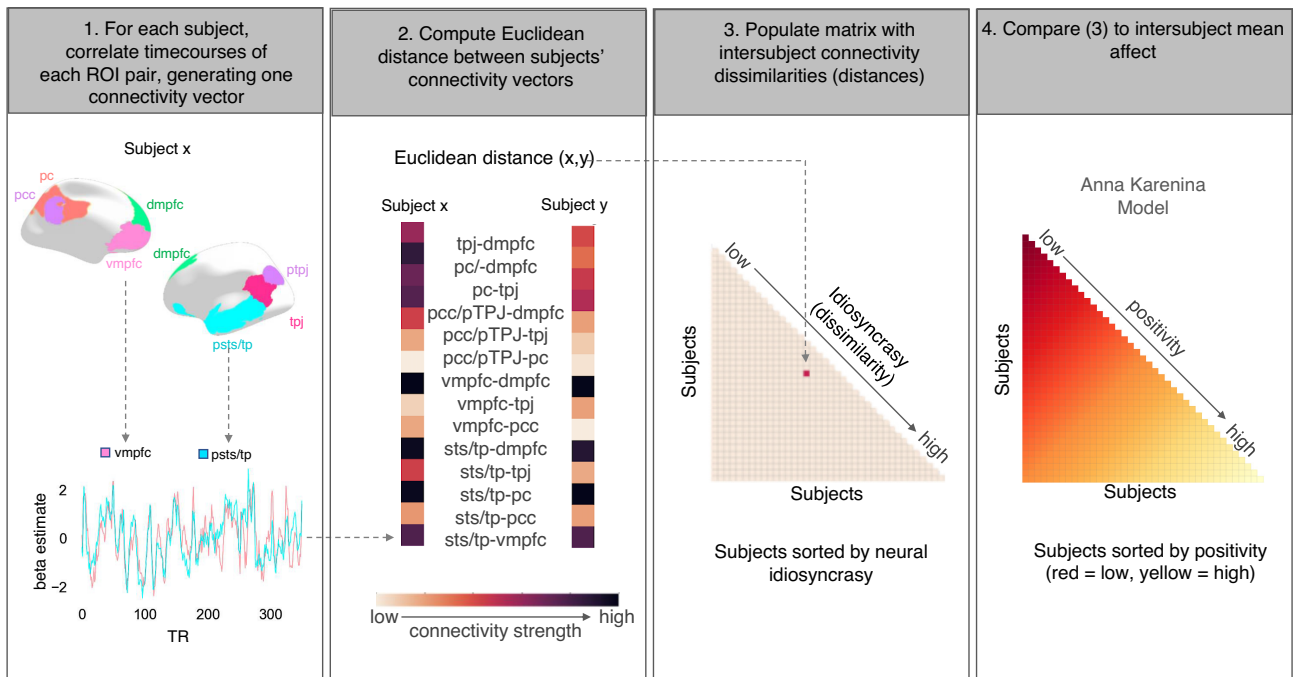 1. For each subject,
correlate timecourses of
each ROI pair, generating one
connectivity vector
Subject x
pc
pcc
dmpfc
vmpfc
dmpfc
ptpj
tpj
psts/tp
vmpfc
psts/tp
beta estimate
2
0
−2
0
100
200
300
TR
2. Compute Euclidean
distance between subjects'
connectivity vectors
Euclidean distance (x,y)
Subject x
Subject y
tpj-dmpfc
pc/-dmpfc
pc-tpj
pcc/pTPJ-dmpfc
pcc/pTPJ-tpj
pcc/pTPJ-pc
vmpfc-dmpfc
vmpfc-tpj
vmpfc-pcc
sts/tp-dmpfc
sts/tp-tpj
sts/tp-pc
sts/tp-pcc
sts/tp-vmpfc
low
high
connectivity strength
3. Populate matrix with
intersubject connectivity
dissimilarities (distances)
low
Idiosyncrasy
(dissimilarity)
high
Subjects
Subjects
Subjects sorted by neural
idiosyncrasy
4. Compare (3) to intersubject mean
affect
Anna Karenina
Model
low
positivity
high
Subjects
Subjects
Subjects sorted by positivity
(red = low, yellow = high)